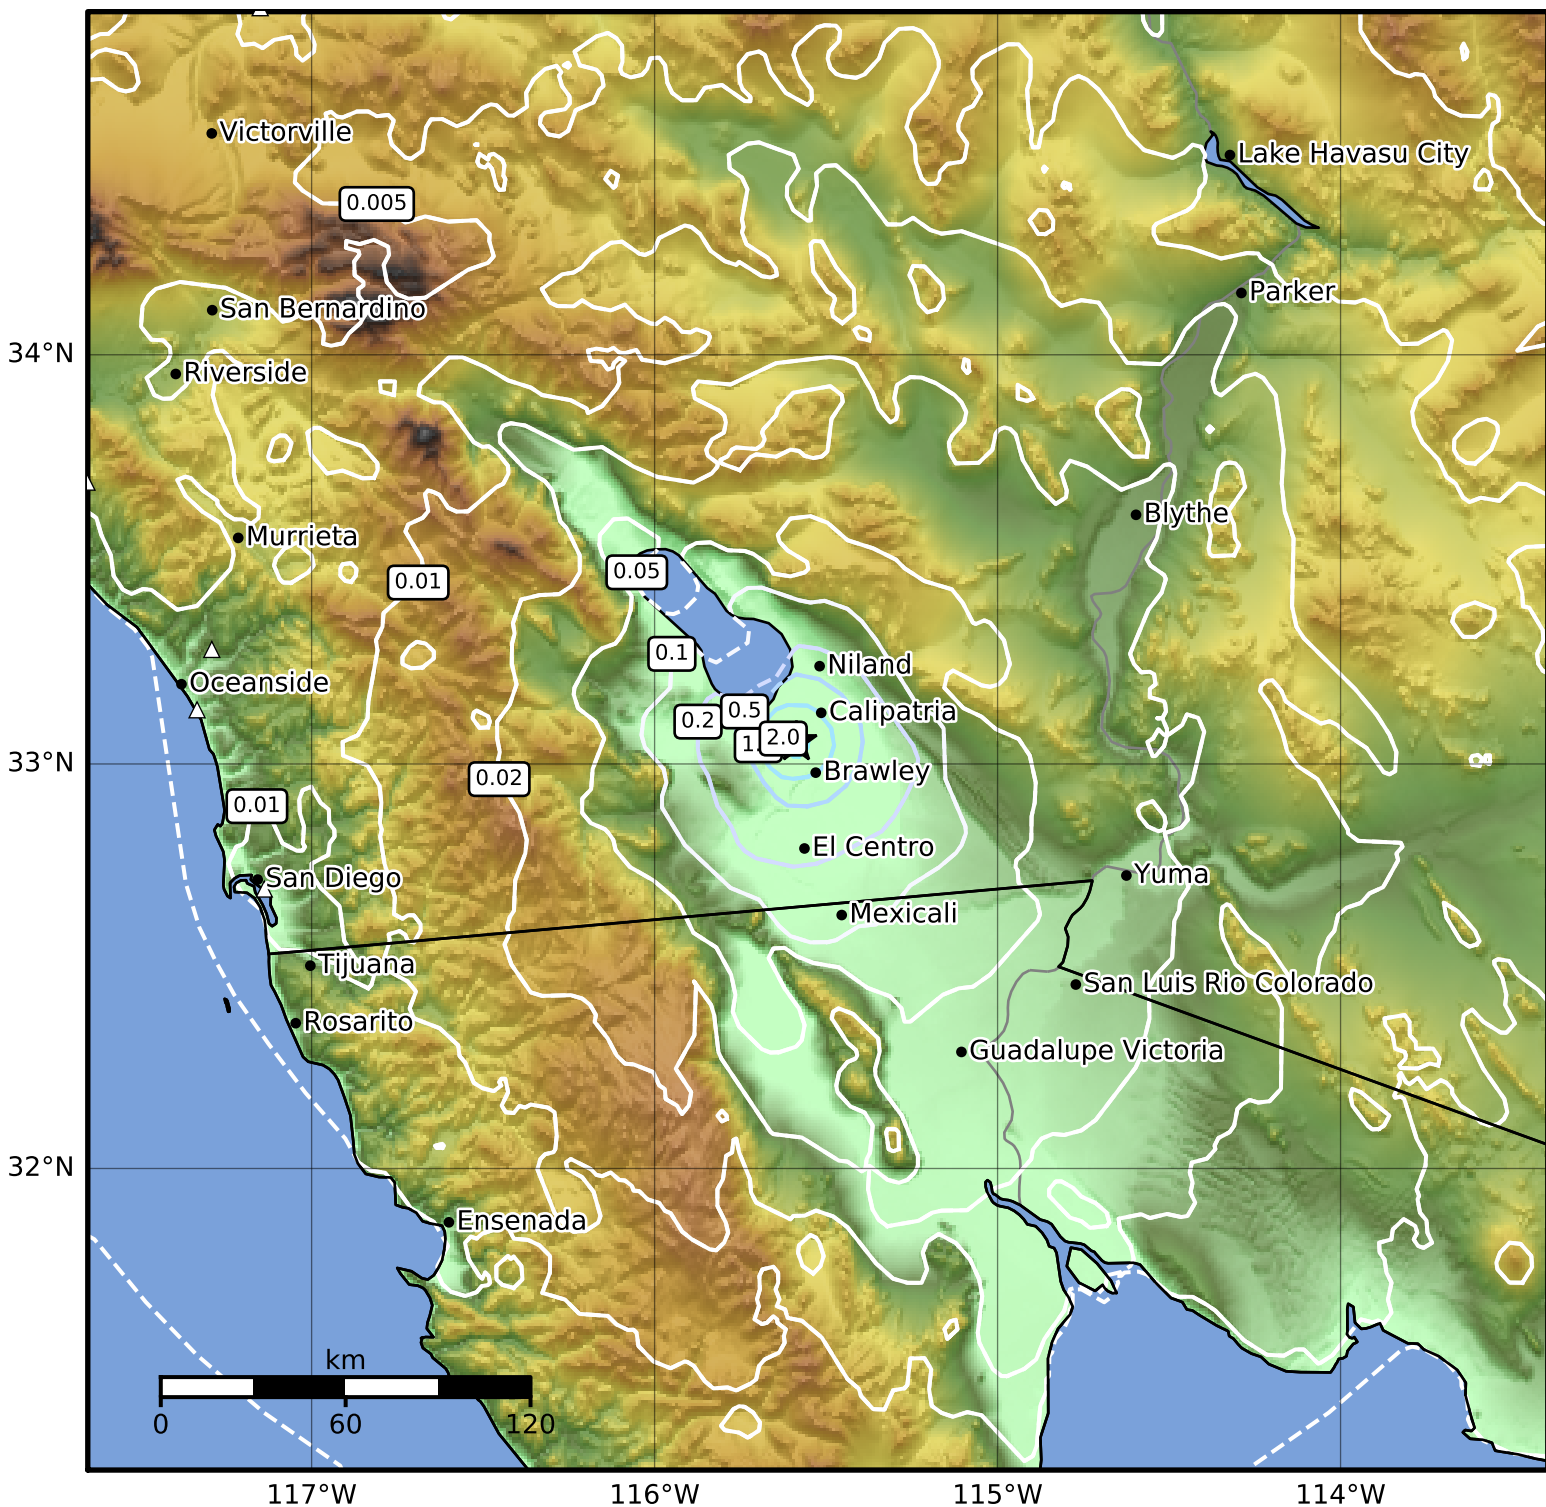 Victorville
Lake Havasu City
0.005
Parker
San Bernardino
34°N
Riverside
Blythe
Murrieta
0.05
0.01
0.1
Niland
Oceanside
0.5
Calipatria
0.2
2.0
33°N
Brawley
0.02
0.01
El Centro
San Diego
Yuma
Mexicali
Tijuana
San Luis Rio Colorado
Rosarito
Guadalupe Victoria
32°N
Ensenada
km
0 60 120
117°W 116°W 115°W 114°W